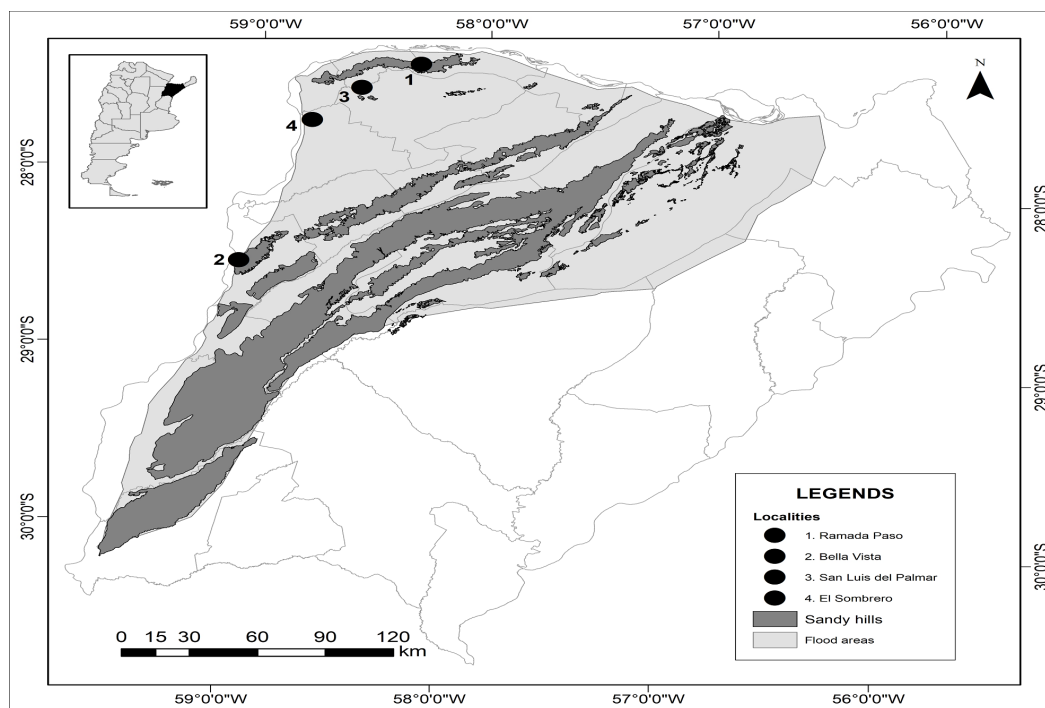 59°0'0"W 58°0'0"W 57°0'0"W 56°0'0"W
N
1
3
4
28°0'0"S
28°0'0"S
2
29°0'0"S
29°0'0"S
LEGENDS
Localities
1. Ramada Paso
2. Bella Vista
3. San Luis del Palmar
4. El Sombrero
Sandy hills
Flood areas
30°0'0"S
30°0'0"S
0 15 30 60 90 120
km
59°0'0"W 58°0'0"W 57°0'0"W 56°0'0"W